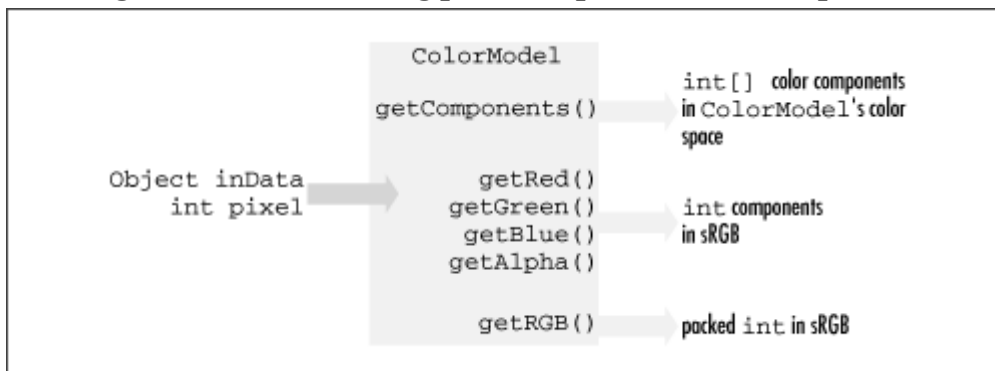 ColorModel
getComponents()
int[] color components
in ColorModel's color
space
Object inData
int pixel
getRed()
getGreen()
getBlue()
getAlpha()
int components
in sRGB
getRGB()
packed int in sRGB